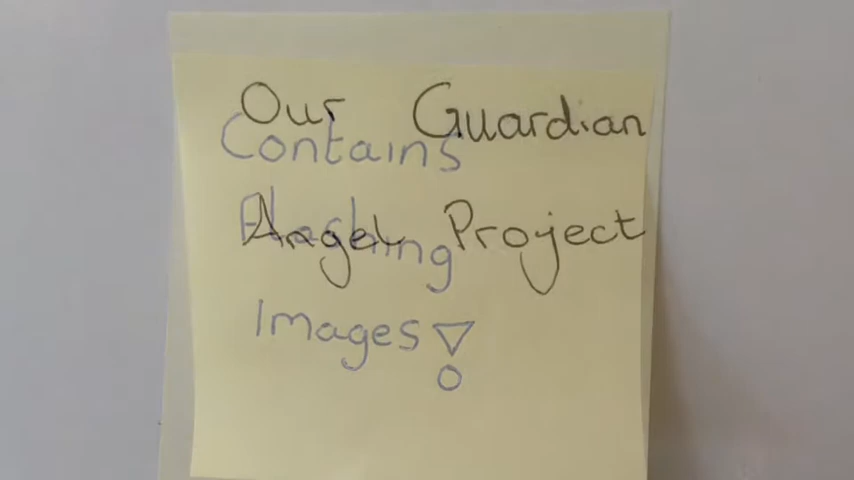 Our Guardian
Contains
Angel Project
Flashing
Images!